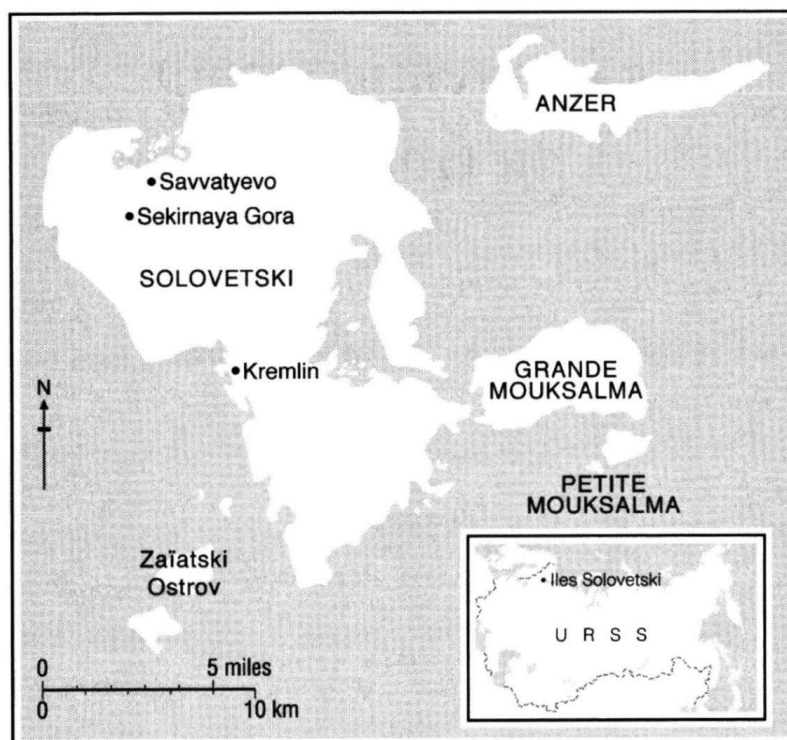 ANZER
Savvatyevo
Sekirnaya Gora
SOLOVETSKI
Kremlin
GRANDE
MOUKSALMA
N
PETITE
MOUKSALMA
Zaïatski
Ostrov
Iles Solovetski
U R S S
0 5 miles
0 10 km